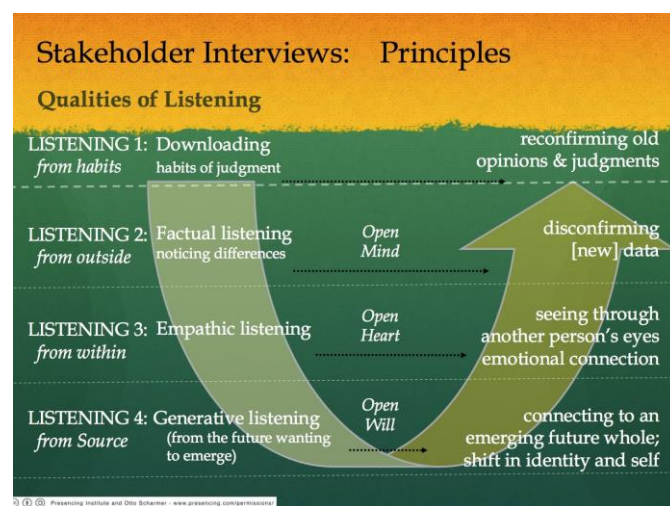 Stakeholder Interviews: Principles
Qualities of Listening
LISTENING 1: Downloading
from habits
habits of judgment
reconfirming old
opinions & judgments
LISTENING 2: Factual listening
from outside
noticing differences
Open
Mind
disconfirming
[new] data
LISTENING 3: Empathic listening
from within
Open
Heart
seeing through
another person's eyes
emotional connection
LISTENING 4: Generative listening
from Source
(from the future wanting
to emerge)
Open
Will
connecting to an
emerging future whole;
shift in identity and self
Presencing Institute and Otto Scharmer - www.presencing.com/permissions/